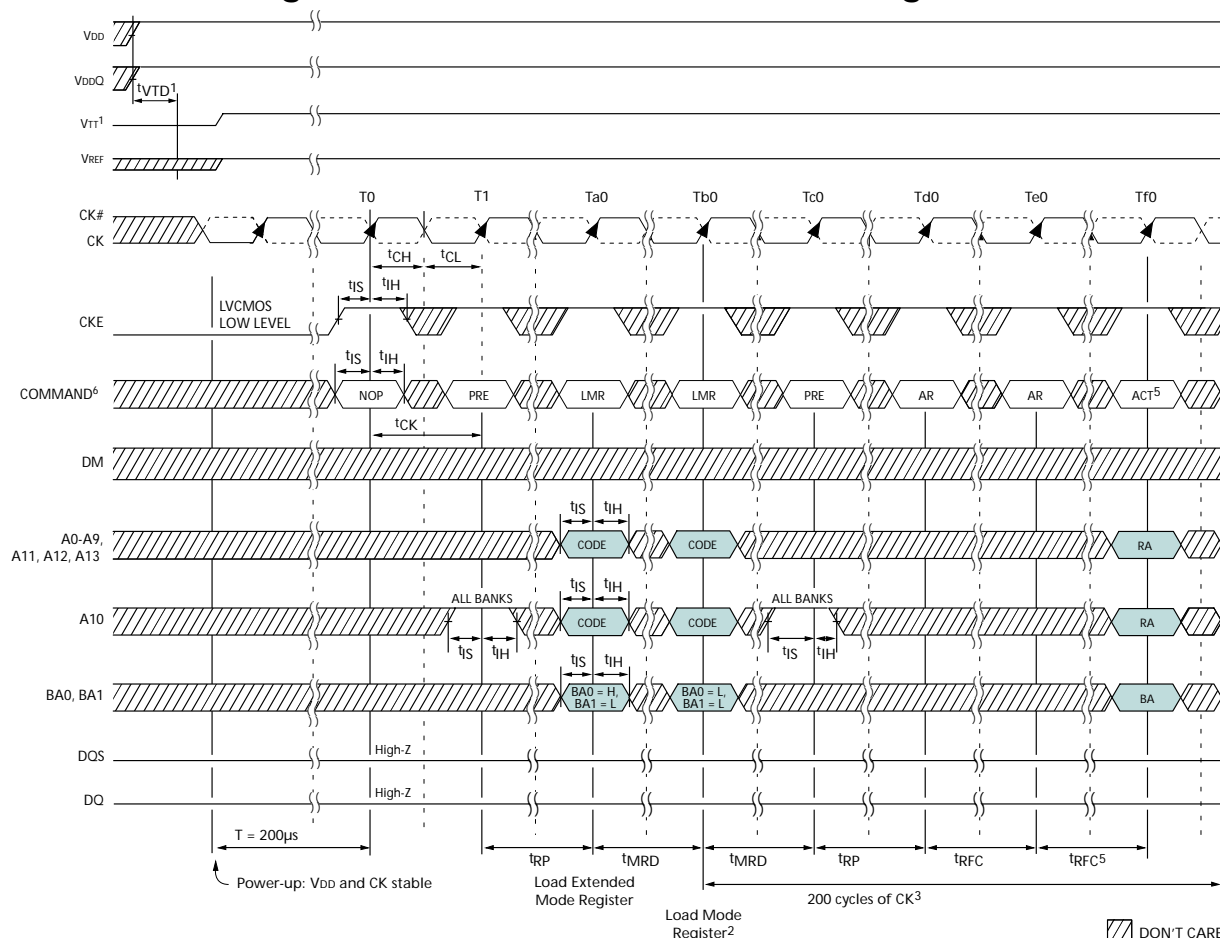 VDD
VDDQ
tVTD1
VTT1
VREF
T0 T1 Ta0 Tb0 Tc0 Td0 Te0 Tf0
CK#
CK
tCH tCL
tIS tIH
LVCMOS
LOW LEVEL
CKE
tIS tIH
COMMAND6 NOP PRE LMR LMR PRE AR AR ACT5
tCK
DM
tIS tIH
A0-A9,
A11, A12, A13
CODE CODE RA
tIS tIH
ALL BANKS ALL BANKS
A10 CODE CODE RA
tIS tIH tIS tIH
tIS tIH
BA0, BA1
BA0 = H,
BA1 = L
BA0 = L,
BA1 = L
BA
DQS High-Z
DQ High-Z
T = 200µs
tRP tMRD tMRD tRP tRFC tRFC5
Power-up: VDD and CK stable
Load Extended
Mode Register
200 cycles of CK3
Load Mode
Register2
DON'T CARE